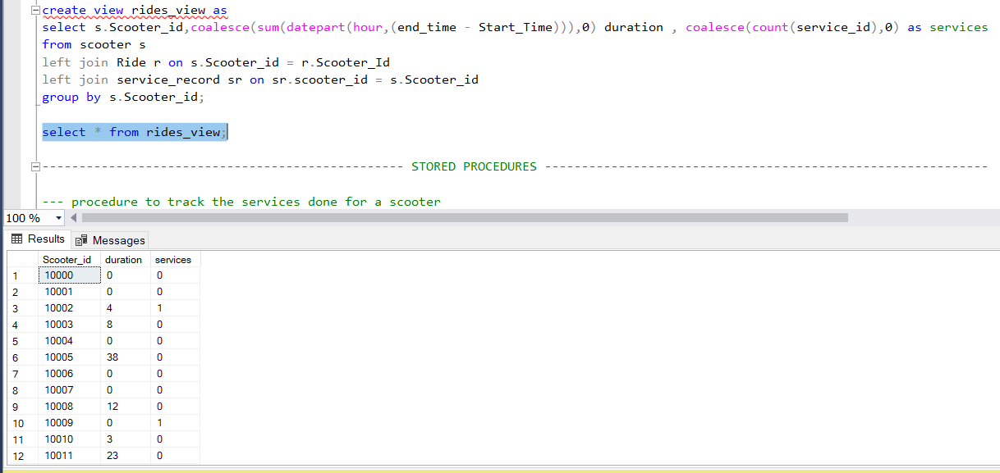 create view rides_view as
select s.Scooter_id,coalesce(sum(datepart(hour,(end_time - Start_Time))),0) duration , coalesce(count(service_id),0) as services
from scooter s
left join Ride r on s.Scooter_id = r.Scooter_Id
left join service_record sr on sr.scooter_id = s.Scooter_id
group by s.Scooter_id;
select * from rides_view;
------------------------------------------------- STORED PROCEDURES ------------------------------------------------------------
--- procedure to track the services done for a scooter
100 %
Results Messages
Scooter_id duration services
1 10000 0 0
2 10001 0 0
3 10002 4 1
4 10003 8 0
5 10004 0 0
6 10005 38 0
7 10006 0 0
8 10007 0 0
9 10008 12 0
10 10009 0 1
11 10010 3 0
12 10011 23 0